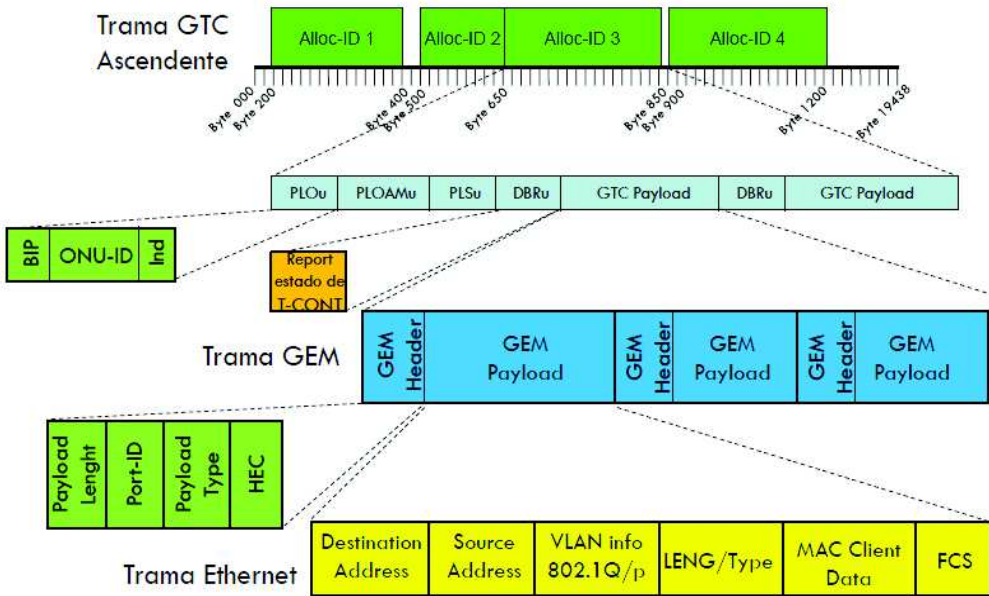 Trama GTC
Ascendente
Alloc-ID 1
Alloc-ID 2
Alloc-ID 3
Alloc-ID 4
Byte 000
Byte 200
Byte 400
Byte 500
Byte 650
Byte 850
Byte 900
Byte 1200
Byte 19438
PLOu
PLOAMu
PLSu
DBRu
GTC Payload
DBRu
GTC Payload
BIP
ONU-ID
Ind
Report
estado de
T-CONT
Trama GEM
GEM
Header
GEM
Payload
GEM
Header
GEM
Payload
GEM
Header
GEM
Payload
Payload
Lenght
Port-ID
Payload
Type
HEC
Trama Ethernet
Destination
Address
Source
Address
VLAN info
802.1Q/p
LENG/Type
MAC Client
Data
FCS